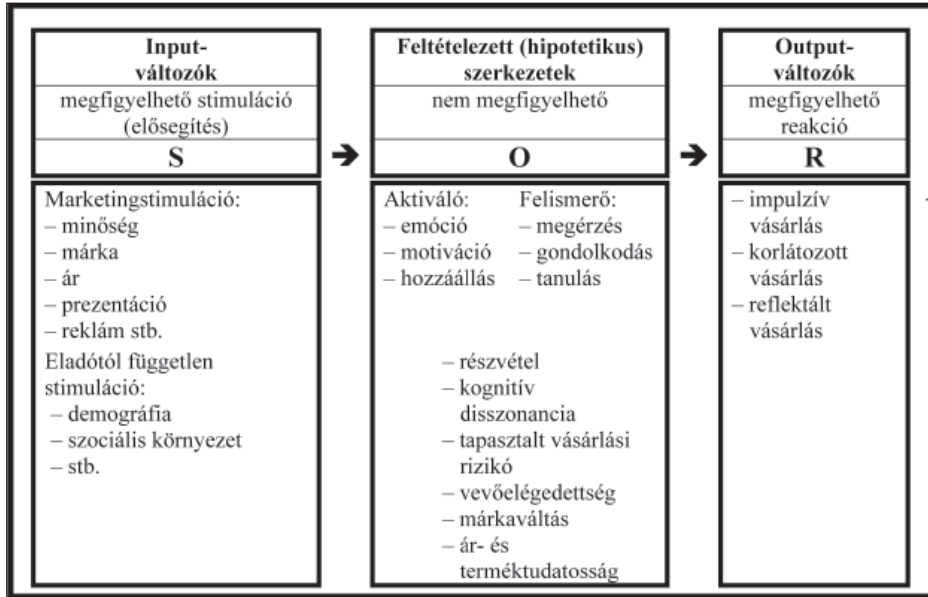 Input-
változók
megfigyelhető stimuláció
(elősegítés)
S
Feltételezett (hipotetikus)
szerkezetek
nem megfigyelhető
O
Output-
változók
megfigyelhető
reakció
R
Marketingstimuláció:
– minőség
– márka
– ár
– prezentáció
– reklám stb.
Eladótól független
stimuláció:
– demográfia
– szociális környezet
– stb.
Aktiváló:
– emóció
– motiváció
– hozzáállás
Felismerő:
– megérzés
– gondolkodás
– tanulás
– részvétel
– kognitív
disszonancia
– tapasztalt vásárlási
rizikó
– vevőelégedettség
– márkaváltás
– ár- és
terméktudatosság
– impulzív
vásárlás
– korlátozott
vásárlás
– reflektált
vásárlás